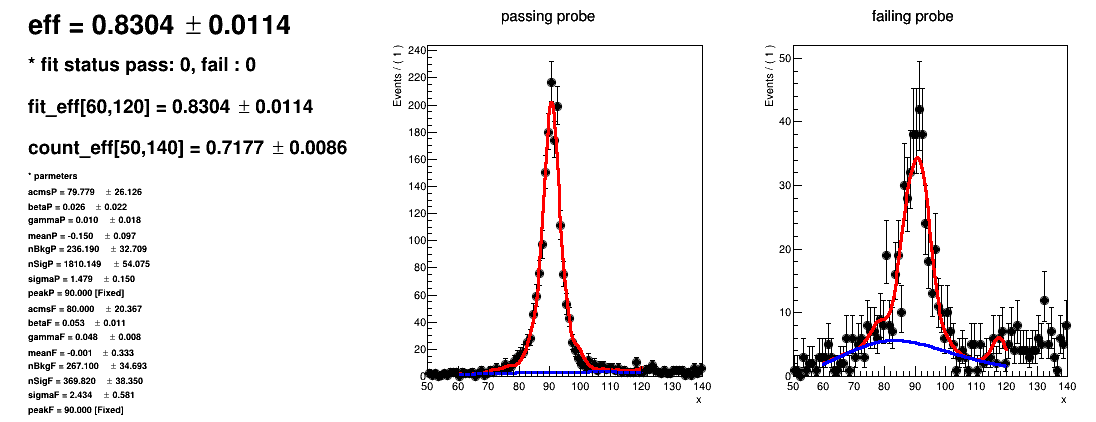 eff = 0.8304 ± 0.0114
* fit status pass: 0, fail : 0
fit_eff[60,120] = 0.8304 ± 0.0114
count_eff[50,140] = 0.7177 ± 0.0086
* parmeters
acmsP = 79.779 ± 26.126
betaP = 0.026 ± 0.022
gammaP = 0.010 ± 0.018
meanP = -0.150 ± 0.097
nBkgP = 236.190 ± 32.709
nSigP = 1810.149 ± 54.075
sigmaP = 1.479 ± 0.150
peakP = 90.000 [Fixed]
acmsF = 80.000 ± 20.367
betaF = 0.053 ± 0.011
gammaF = 0.048 ± 0.008
meanF = -0.001 ± 0.333
nBkgF = 267.100 ± 34.693
nSigF = 369.820 ± 38.350
sigmaF = 2.434 ± 0.581
peakF = 90.000 [Fixed]
passing probe
Events / ( 1 )
240
220
200
180
160
140
120
100
80
60
40
20
0
50 60 70 80 90 100 110 120 130 140
x
failing probe
Events / ( 1 )
50
40
30
20
10
0
50 60 70 80 90 100 110 120 130 140
x